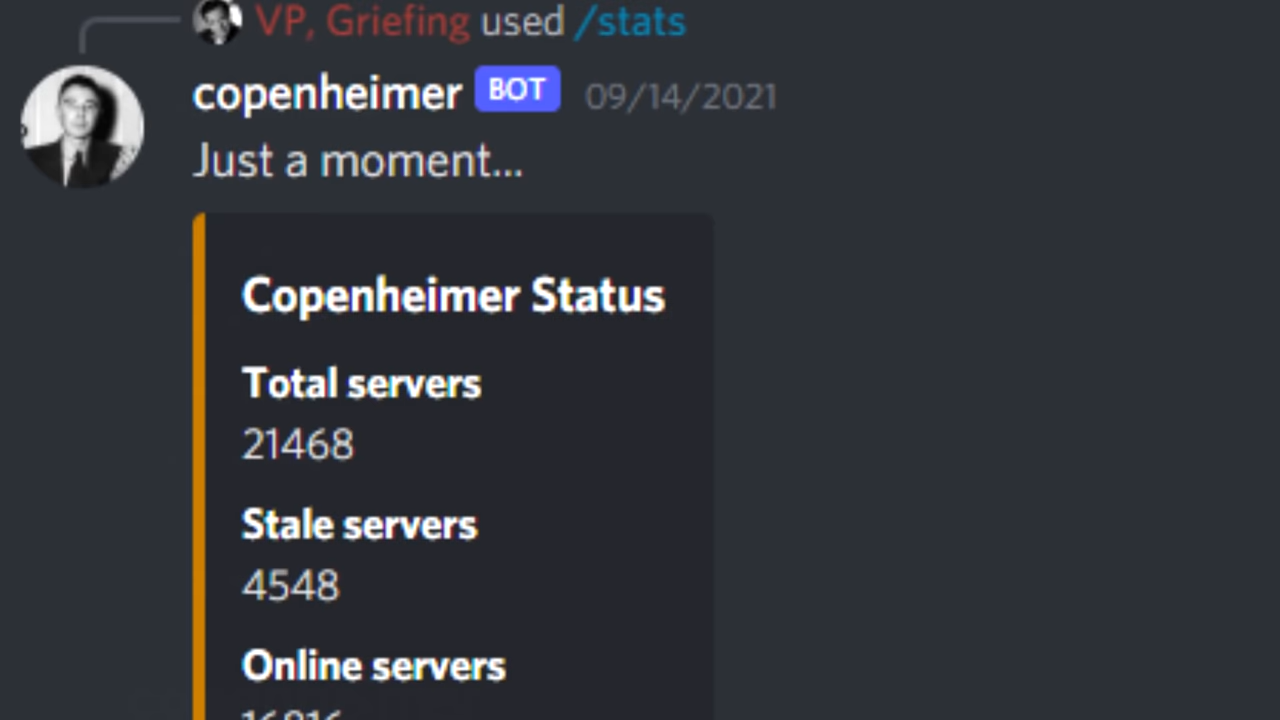 VP, Griefing used /stats
copenheimer BOT 09/14/2021
Just a moment...
Copenheimer Status
Total servers
21468
Stale servers
4548
Online servers